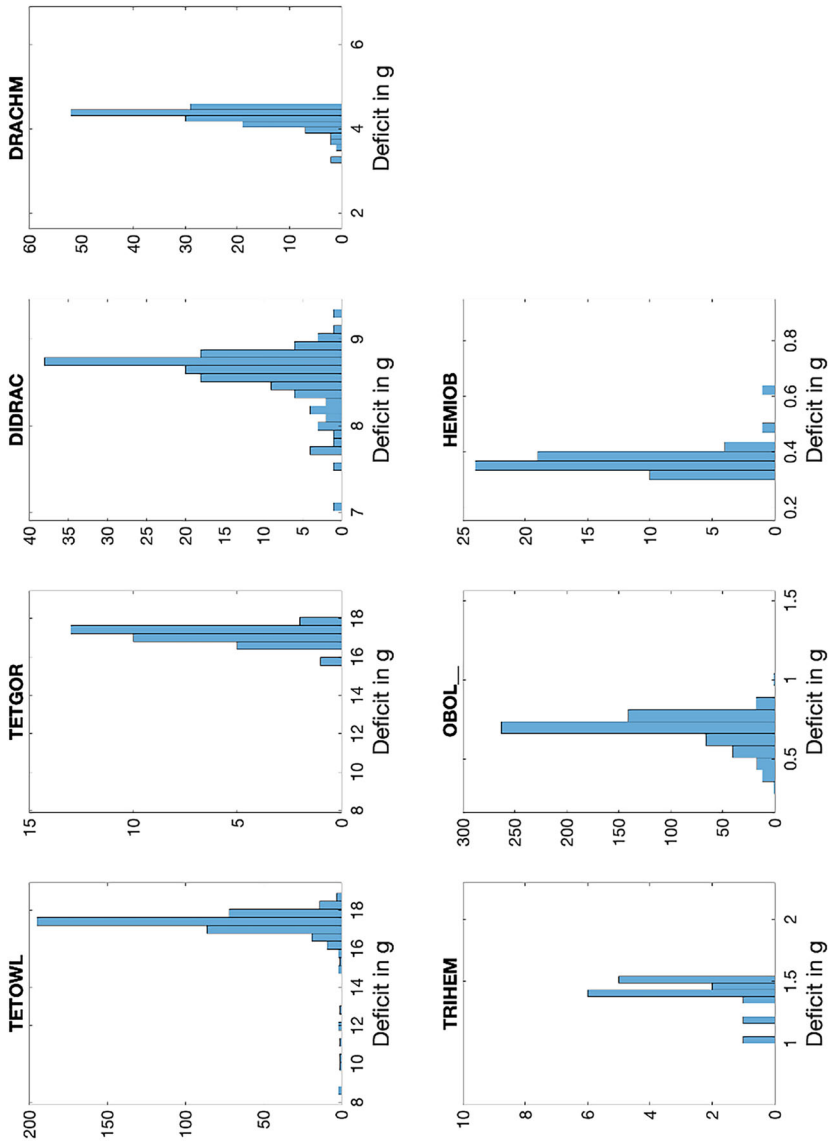 TETOWL
200
150
100
50
0
8 10 12 14 16 18
Deficit in g
TETGOR
15
10
5
0
8 10 12 14 16 18
Deficit in g
DIDRAC
40
35
30
25
20
15
10
5
0
7 8 9
Deficit in g
DRACHM
60
50
40
30
20
10
0
2 4 6
Deficit in g
TRIHEM
10
8
6
4
2
0
1 1.5 2
Deficit in g
OBOL__
300
250
200
150
100
50
0
0.5 1 1.5
Deficit in g
HEMIOB
25
20
15
10
5
0
0.2 0.4 0.6 0.8
Deficit in g